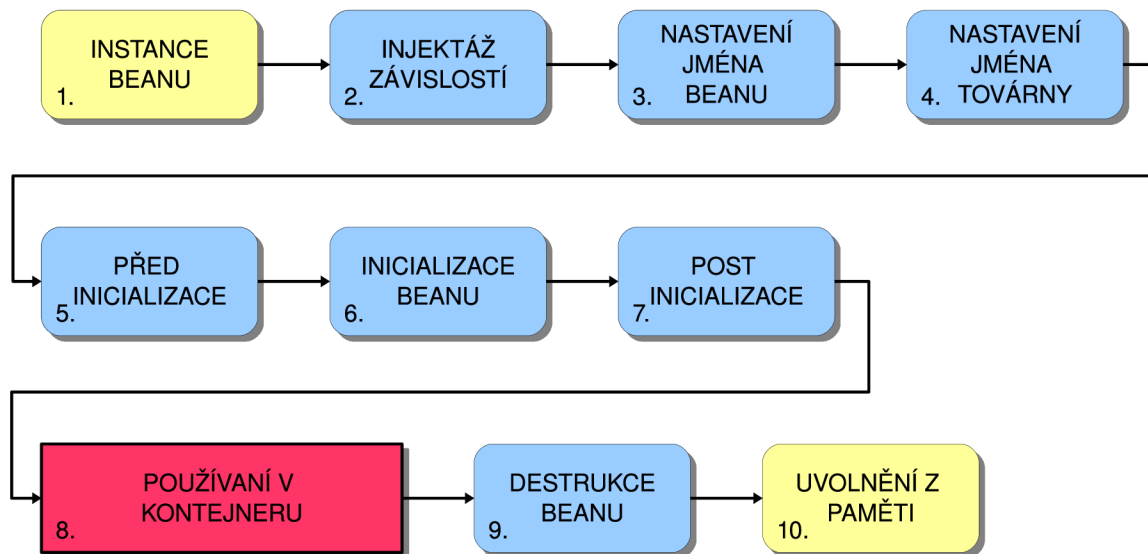 INSTANCE
BEANU
1.
INJEKTÁŽ
ZÁVISLOSTÍ
2.
NASTAVENÍ
JMÉNA
BEANU
3.
NASTAVENÍ
JMÉNA
TOVÁRNY
4.
PŘED
INICIALIZACE
5.
INICIALIZACE
BEANU
6.
POST
INICIALIZACE
7.
POUŽÍVANÍ V
KONTEJNERU
8.
DESTRUKCE
BEANU
9.
UVOLNĚNÍ Z
PAMĚTI
10.